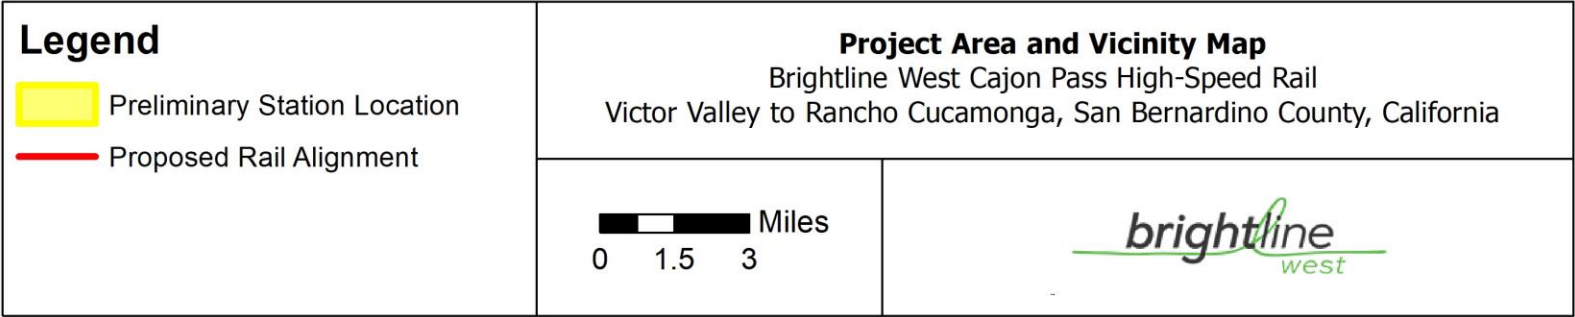 Legend
Preliminary Station Location
Proposed Rail Alignment
Project Area and Vicinity Map
Brightline West Cajon Pass High-Speed Rail
Victor Valley to Rancho Cucamonga, San Bernardino County, California
Miles
0 1.5 3
brightline
west